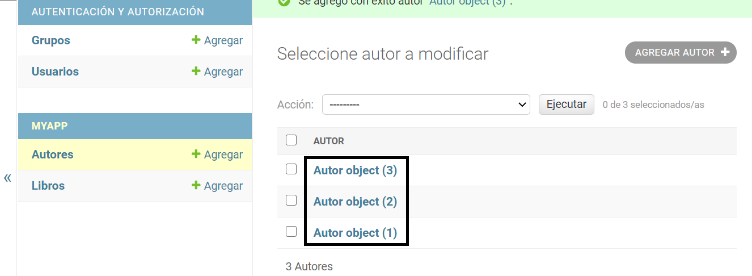 AUTENTICACIÓN Y AUTORIZACIÓN
Grupos
+ Agregar
Usuarios
+ Agregar
MYAPP
Autores
+ Agregar
Libros
+ Agregar
«
Se agregó con éxito autor "Autor object (3)".
Seleccione autor a modificar
AGREGAR AUTOR +
Acción: --------- Ejecutar 0 de 3 seleccionados/as
AUTOR
Autor object (3)
Autor object (2)
Autor object (1)
3 Autores